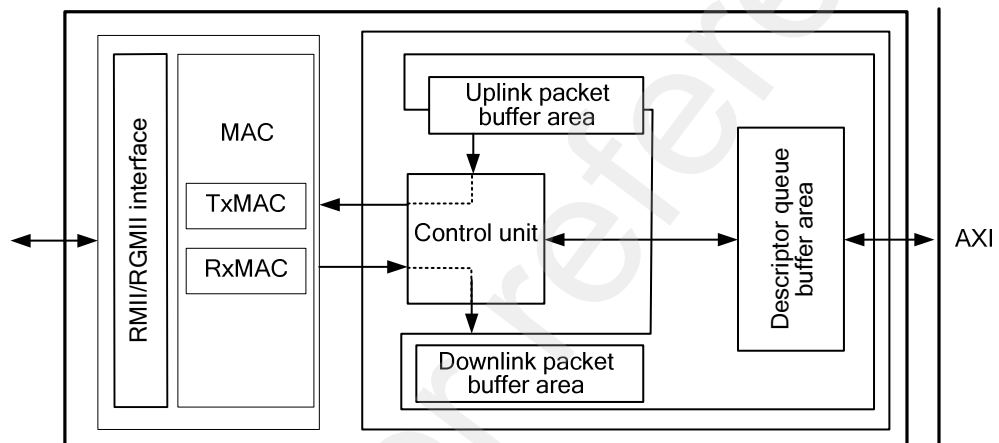 RMII/RGMII interface
MAC
TxMAC
RxMAC
Uplink packet
buffer area
Control unit
Downlink packet
buffer area
Descriptor queue
buffer area
AXI